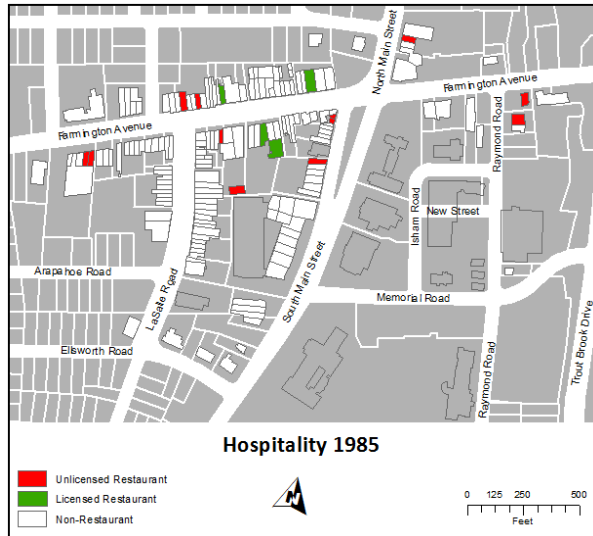 North Main Street
Farmington Avenue
Farmington Avenue
Raymond Road
Isham Road
New Street
Arapahoe Road
LaSalle Road
South Main Street
Memorial Road
Ellsworth Road
Raymond Road
Trout Brook Drive
Hospitality 1985
Unlicensed Restaurant
Licensed Restaurant
Non-Restaurant
N
0 125 250 500
Feet